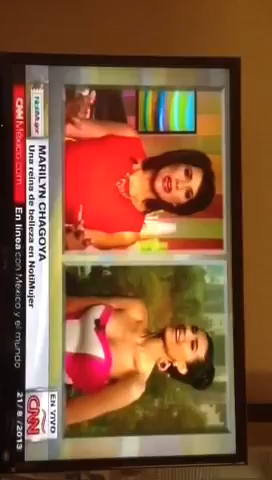 EN VIVO
CNN
NotiMujer
MARILYN CHAGOYA
Una reina de belleza en NotiMujer
CNNMéxico.com
En línea con México y el mundo
21/8/2013